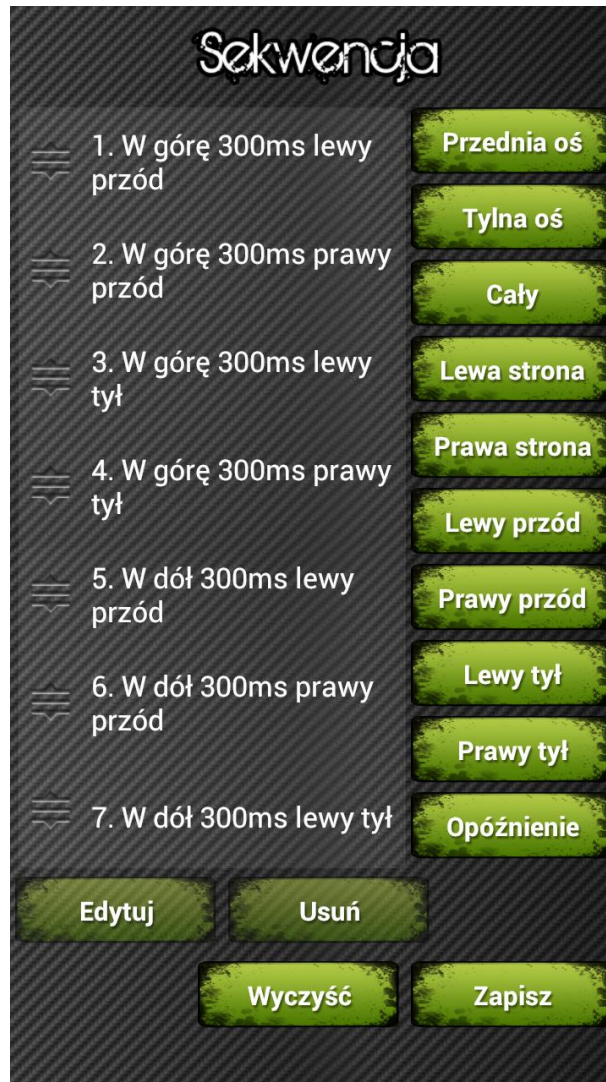 Sekwencja
1. W górę 300ms lewy
przód
2. W górę 300ms prawy
przód
3. W górę 300ms lewy
tył
4. W górę 300ms prawy
tył
5. W dół 300ms lewy
przód
6. W dół 300ms prawy
przód
7. W dół 300ms lewy tył
Przednia oś
Tylna oś
Cały
Lewa strona
Prawa strona
Lewy przód
Prawy przód
Lewy tył
Prawy tył
Opóźnienie
Edytuj
Usuń
Wyczyść
Zapisz